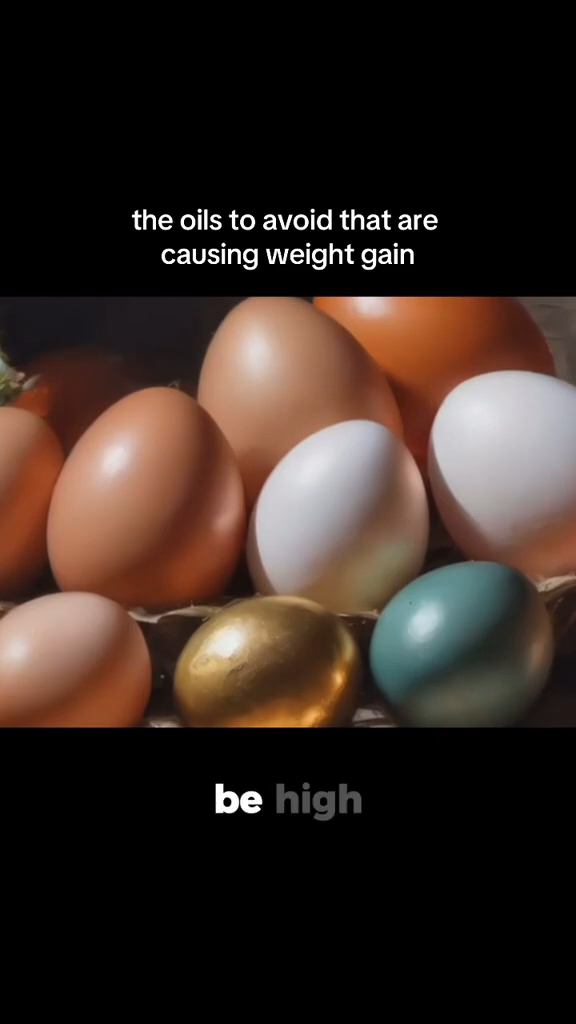 the oils to avoid that are
causing weight gain
be high